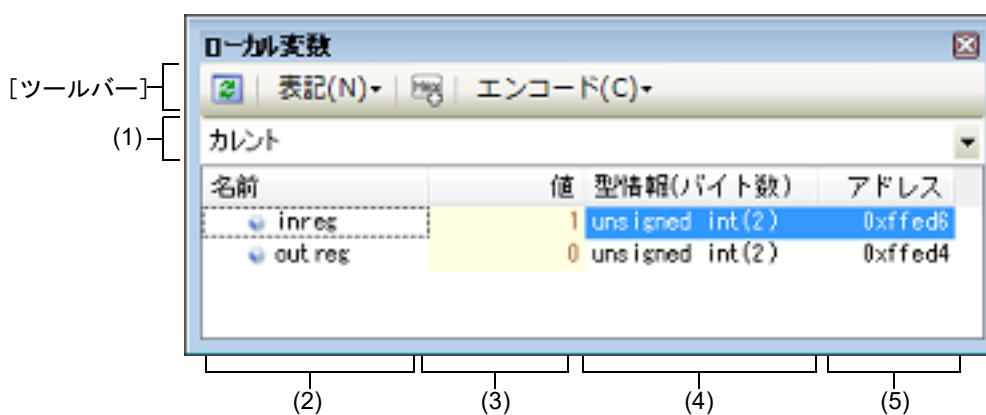 ローカル変数
[ツールバー]
表記(N)
Hex
エンコード(C)
(1)
カレント
名前 値 型情報(バイト数) アドレス
inreg 1 unsigned int(2) 0xffed6
outreg 0 unsigned int(2) 0xffed4
(2) (3) (4) (5)